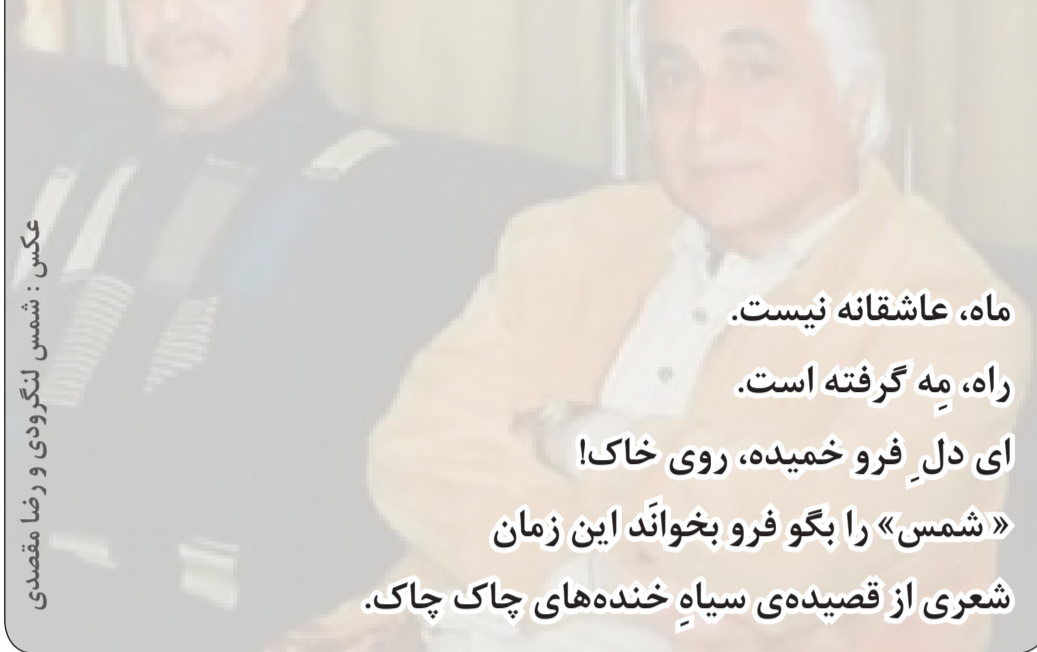 ماه، عاشقانه نیست.
راه، مِه گرفته است.
ای دل ِ فرو خمیده، روی خاک!
«شمس» را بگو فرو بخوانَد این زمان
شعری از قصیده‌ی سیاهِ خنده‌های چاک چاک.
عکس : شمس لنگرودی و رضا مقصدی